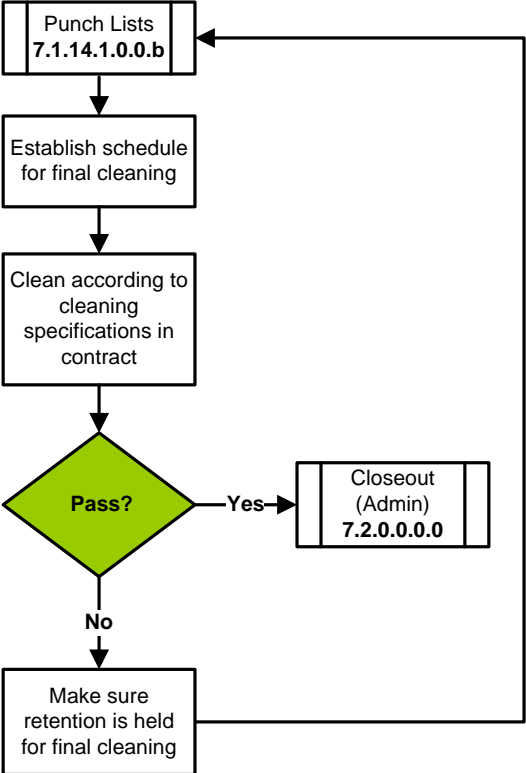 Punch Lists
7.1.14.1.0.0.b
Establish schedule
for final cleaning
Clean according to
cleaning
specifications in
contract
Pass?
Yes
Closeout
(Admin)
7.2.0.0.0.0
No
Make sure
retention is held
for final cleaning